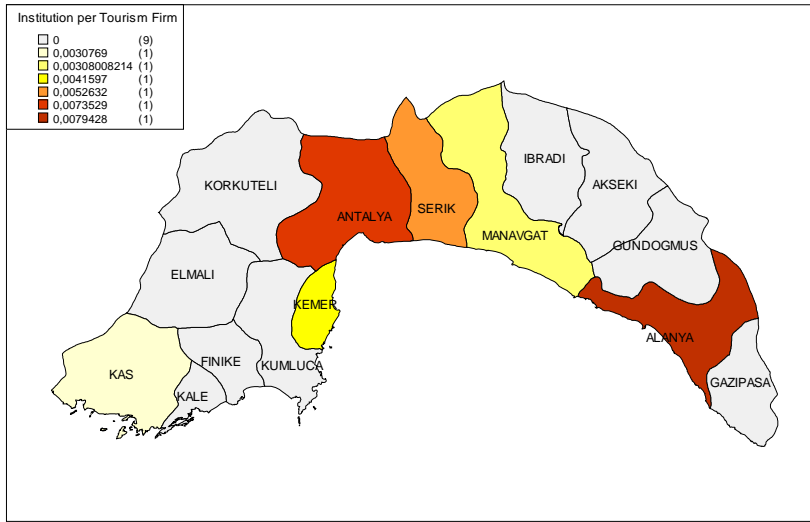 Institution per Tourism Firm
0 (9)
0,0030769 (1)
0,00308008214 (1)
0,0041597 (1)
0,0052632 (1)
0,0073529 (1)
0,0079428 (1)
IBRADI
KORKUTELI
AKSEKI
SERIK
ANTALYA
MANAVGAT
GUNDOGMUS
ELMALI
KEMER
ALANYA
FINIKE
KUMLUCA
KAS
GAZIPASA
KALE